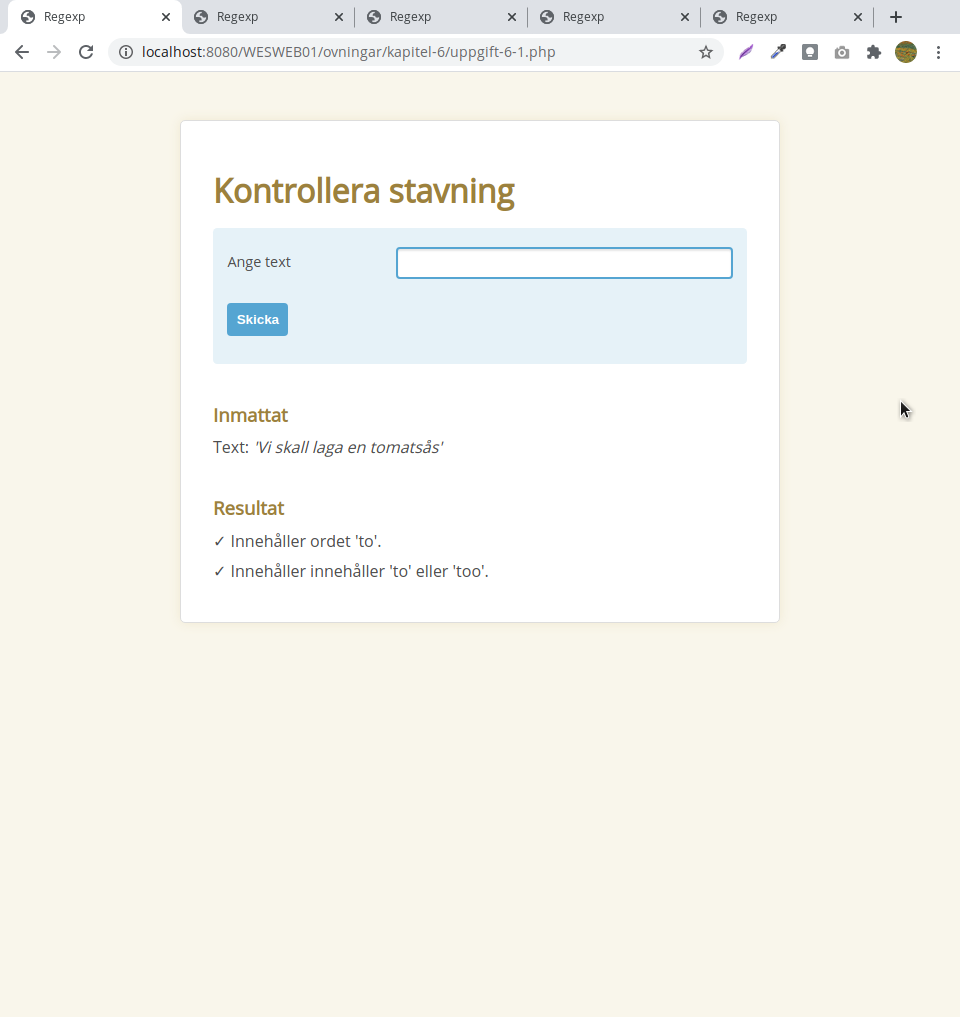 Regexp Regexp Regexp Regexp Regexp
localhost:8080/WESWEB01/ovningar/kapitel-6/uppgift-6-1.php
Kontrollera stavning
Ange text
Skicka
Inmattat
Text: 'Vi skall laga en tomatsås'
Resultat
✓ Innehåller ordet 'to'.
✓ Innehåller innehåller 'to' eller 'too'.